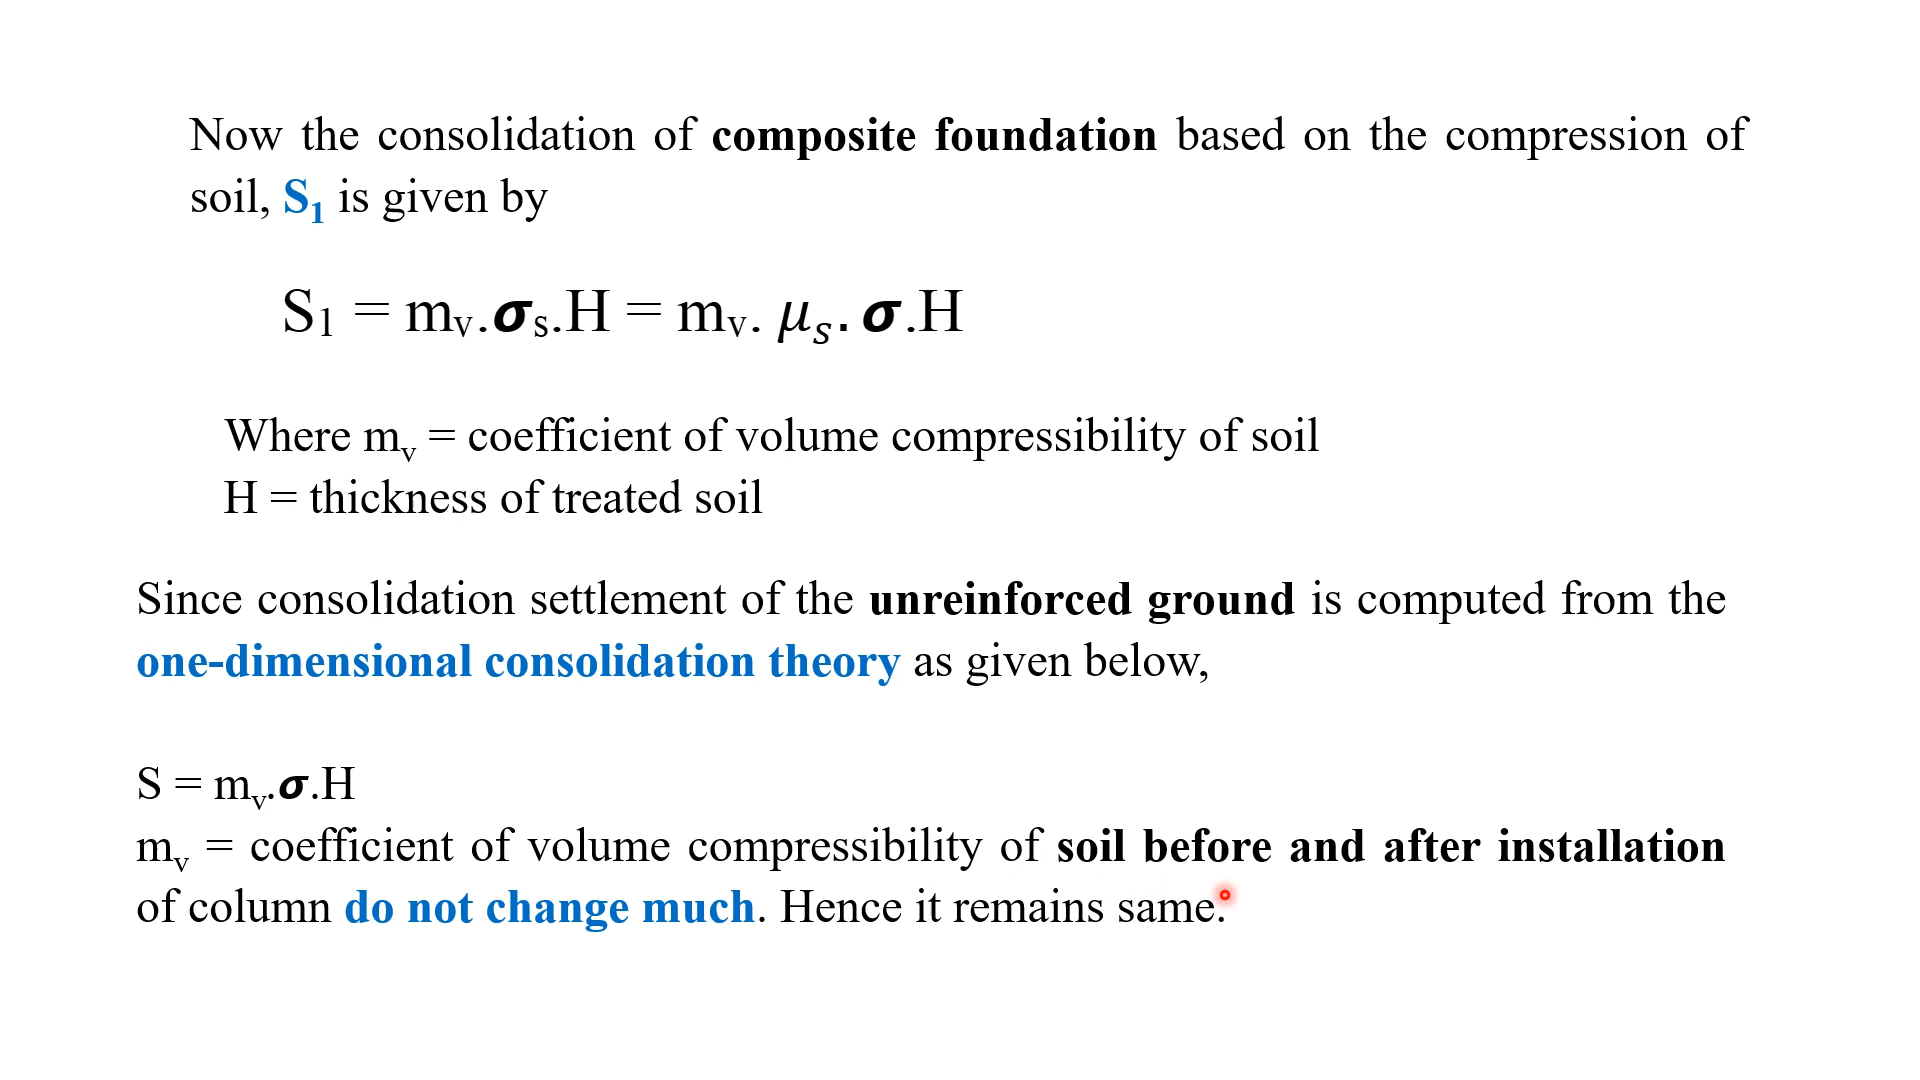 Now the consolidation of composite foundation based on the compression of
soil, S₁ is given by
S₁ = mᵥ.σₛ.H = mᵥ. μₛ. σ.H
Where mᵥ = coefficient of volume compressibility of soil
H = thickness of treated soil
Since consolidation settlement of the unreinforced ground is computed from the
one-dimensional consolidation theory as given below,
S = mᵥ.σ.H
mᵥ = coefficient of volume compressibility of soil before and after installation
of column do not change much. Hence it remains same.